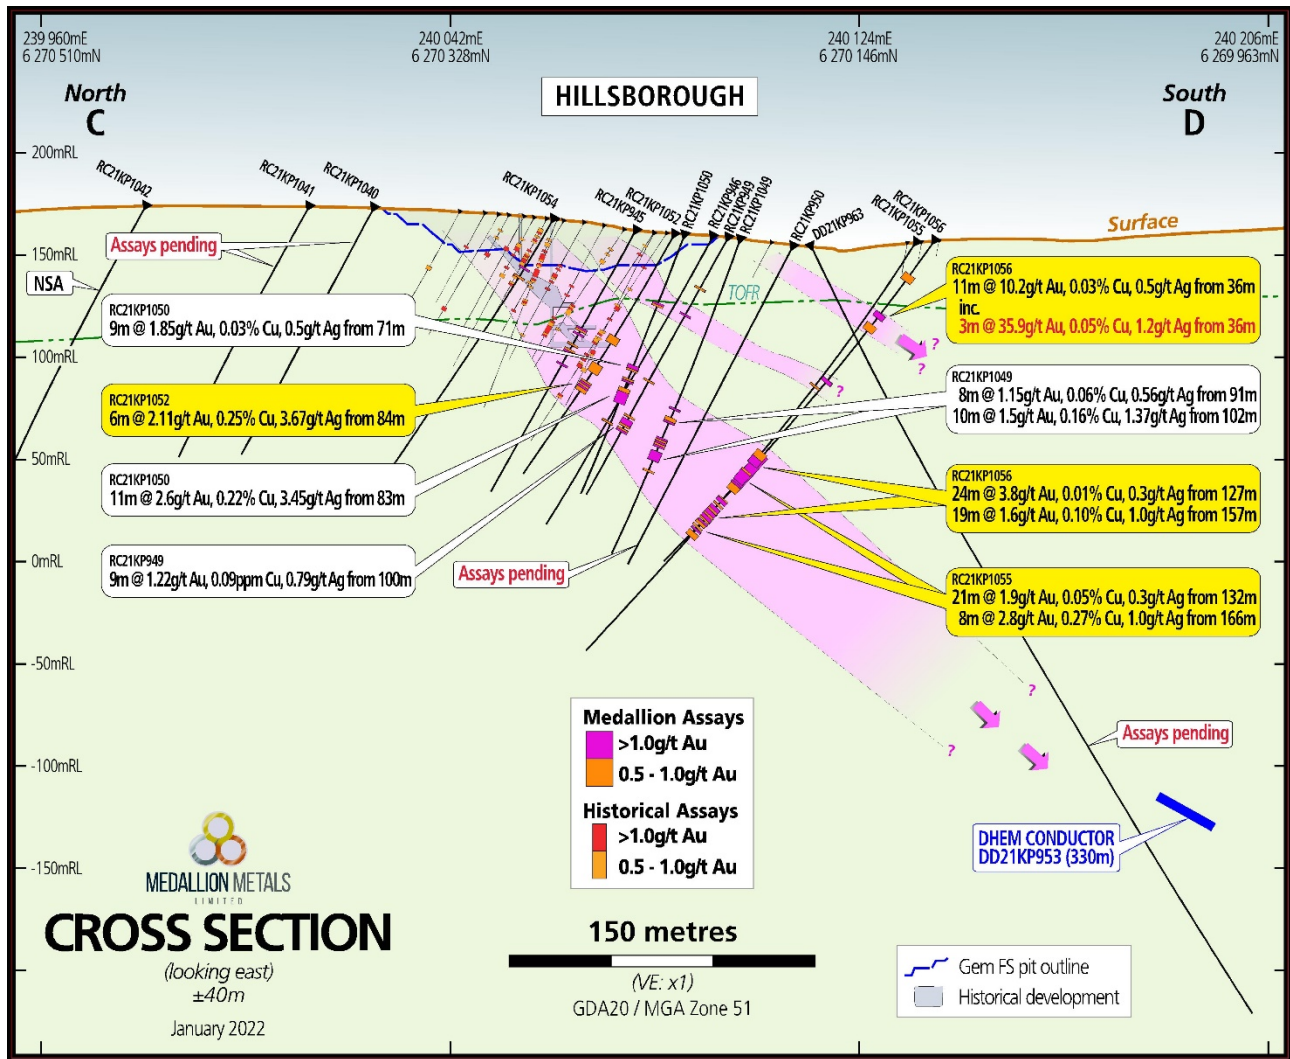 239 960mE
6 270 510mN
240 042mE
6 270 328mN
240 124mE
6 270 146mN
240 206mE
6 269 963mN
North
C
HILLSBOROUGH
South
D
200mRL
150mRL
100mRL
50mRL
0mRL
-50mRL
-100mRL
-150mRL
RC21KP1042
RC21KP1041
RC21KP1040
RC21KP1054
RC21KP945
RC21KP1052
RC21KP1050
RC21KP946
RC21KP949
RC21KP1049
RC21KP950
DD21KP963
RC21KP1055
RC21KP1056
Surface
Assays pending
NSA
TOFR
RC21KP1050
9m @ 1.85g/t Au, 0.03% Cu, 0.5g/t Ag from 71m
RC21KP1052
6m @ 2.11g/t Au, 0.25% Cu, 3.67g/t Ag from 84m
RC21KP1050
11m @ 2.6g/t Au, 0.22% Cu, 3.45g/t Ag from 83m
RC21KP949
9m @ 1.22g/t Au, 0.09ppm Cu, 0.79g/t Ag from 100m
Assays pending
RC21KP1056
11m @ 10.2g/t Au, 0.03% Cu, 0.5g/t Ag from 36m
inc.
3m @ 35.9g/t Au, 0.05% Cu, 1.2g/t Ag from 36m
?
?
?
RC21KP1049
8m @ 1.15g/t Au, 0.06% Cu, 0.56g/t Ag from 91m
10m @ 1.5g/t Au, 0.16% Cu, 1.37g/t Ag from 102m
RC21KP1056
24m @ 3.8g/t Au, 0.01% Cu, 0.3g/t Ag from 127m
19m @ 1.6g/t Au, 0.10% Cu, 1.0g/t Ag from 157m
RC21KP1055
21m @ 1.9g/t Au, 0.05% Cu, 0.3g/t Ag from 132m
8m @ 2.8g/t Au, 0.27% Cu, 1.0g/t Ag from 166m
?
?
Assays pending
DHEM CONDUCTOR
DD21KP953 (330m)
Medallion Assays
>1.0g/t Au
0.5 - 1.0g/t Au
Historical Assays
>1.0g/t Au
0.5 - 1.0g/t Au
MEDALLION METALS
LIMITED
CROSS SECTION
(looking east)
±40m
January 2022
150 metres
(VE: x1)
GDA20 / MGA Zone 51
Gem FS pit outline
Historical development